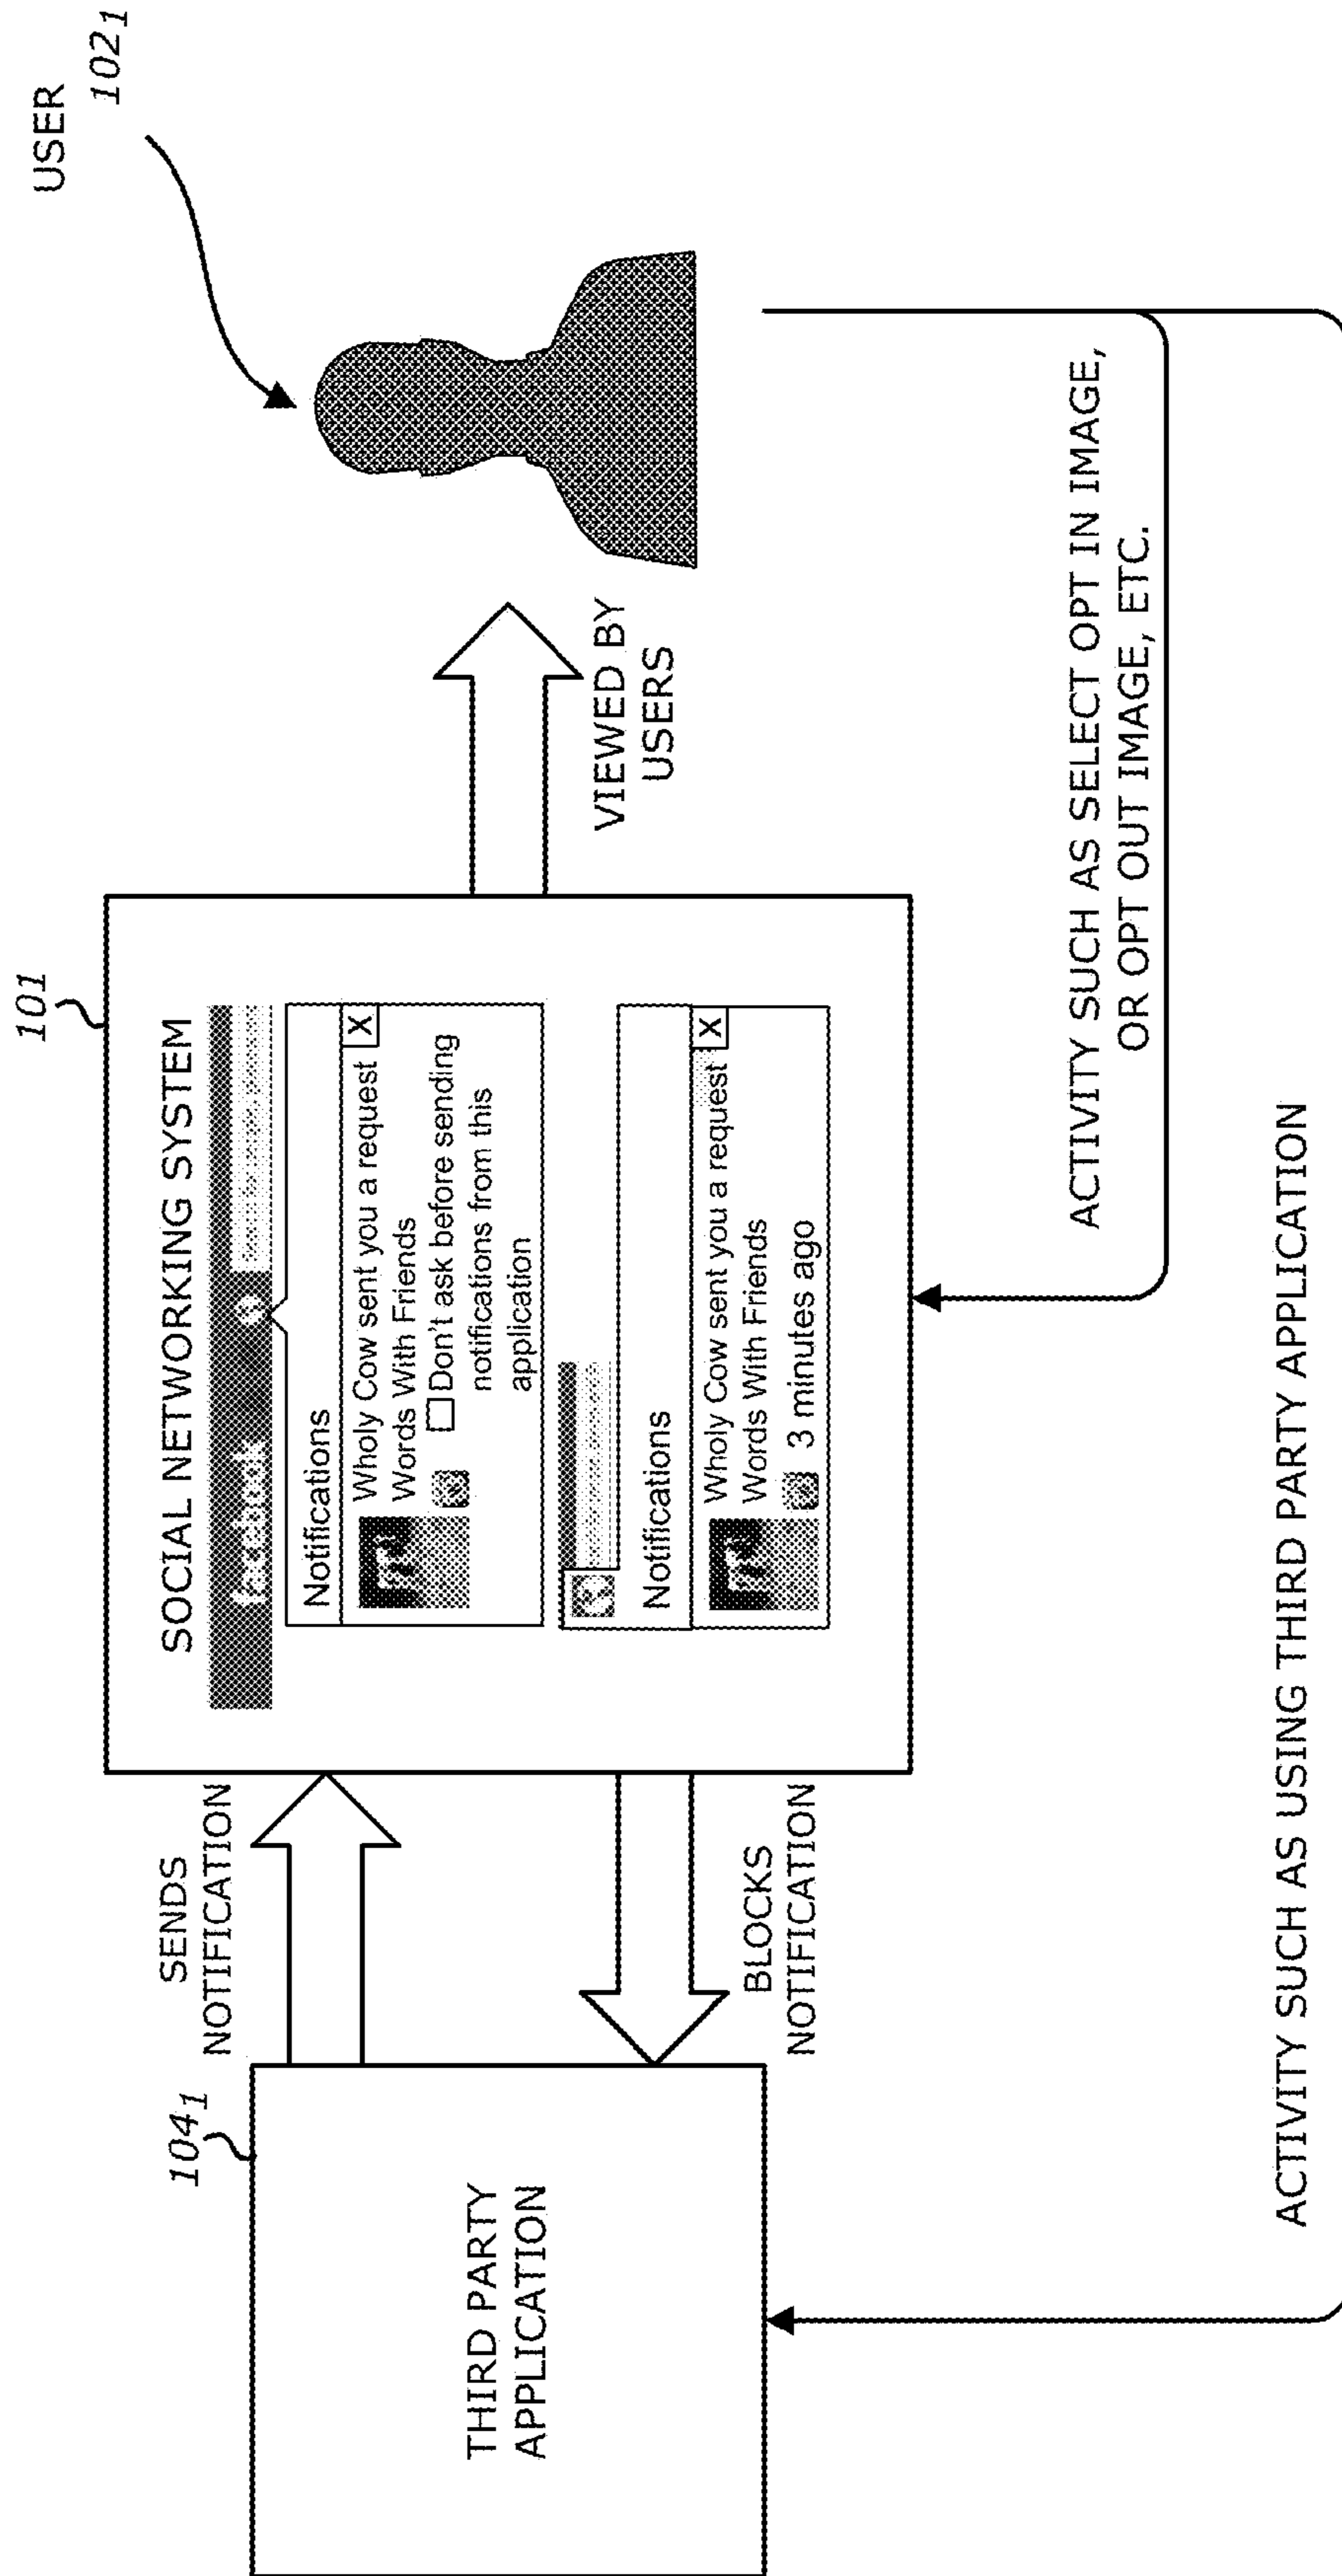 USER
102₁
101
SOCIAL NETWORKING SYSTEM
facebook
Notifications
X
Wholy Cow sent you a request
Words With Friends
Don't ask before sending
notifications from this
application
Notifications
X
Wholy Cow sent you a request
Words With Friends
3 minutes ago
SENDS
NOTIFICATION
BLOCKS
NOTIFICATION
104₁
THIRD PARTY
APPLICATION
VIEWED BY
USERS
ACTIVITY SUCH AS SELECT OPT IN IMAGE,
OR OPT OUT IMAGE, ETC.
ACTIVITY SUCH AS USING THIRD PARTY APPLICATION